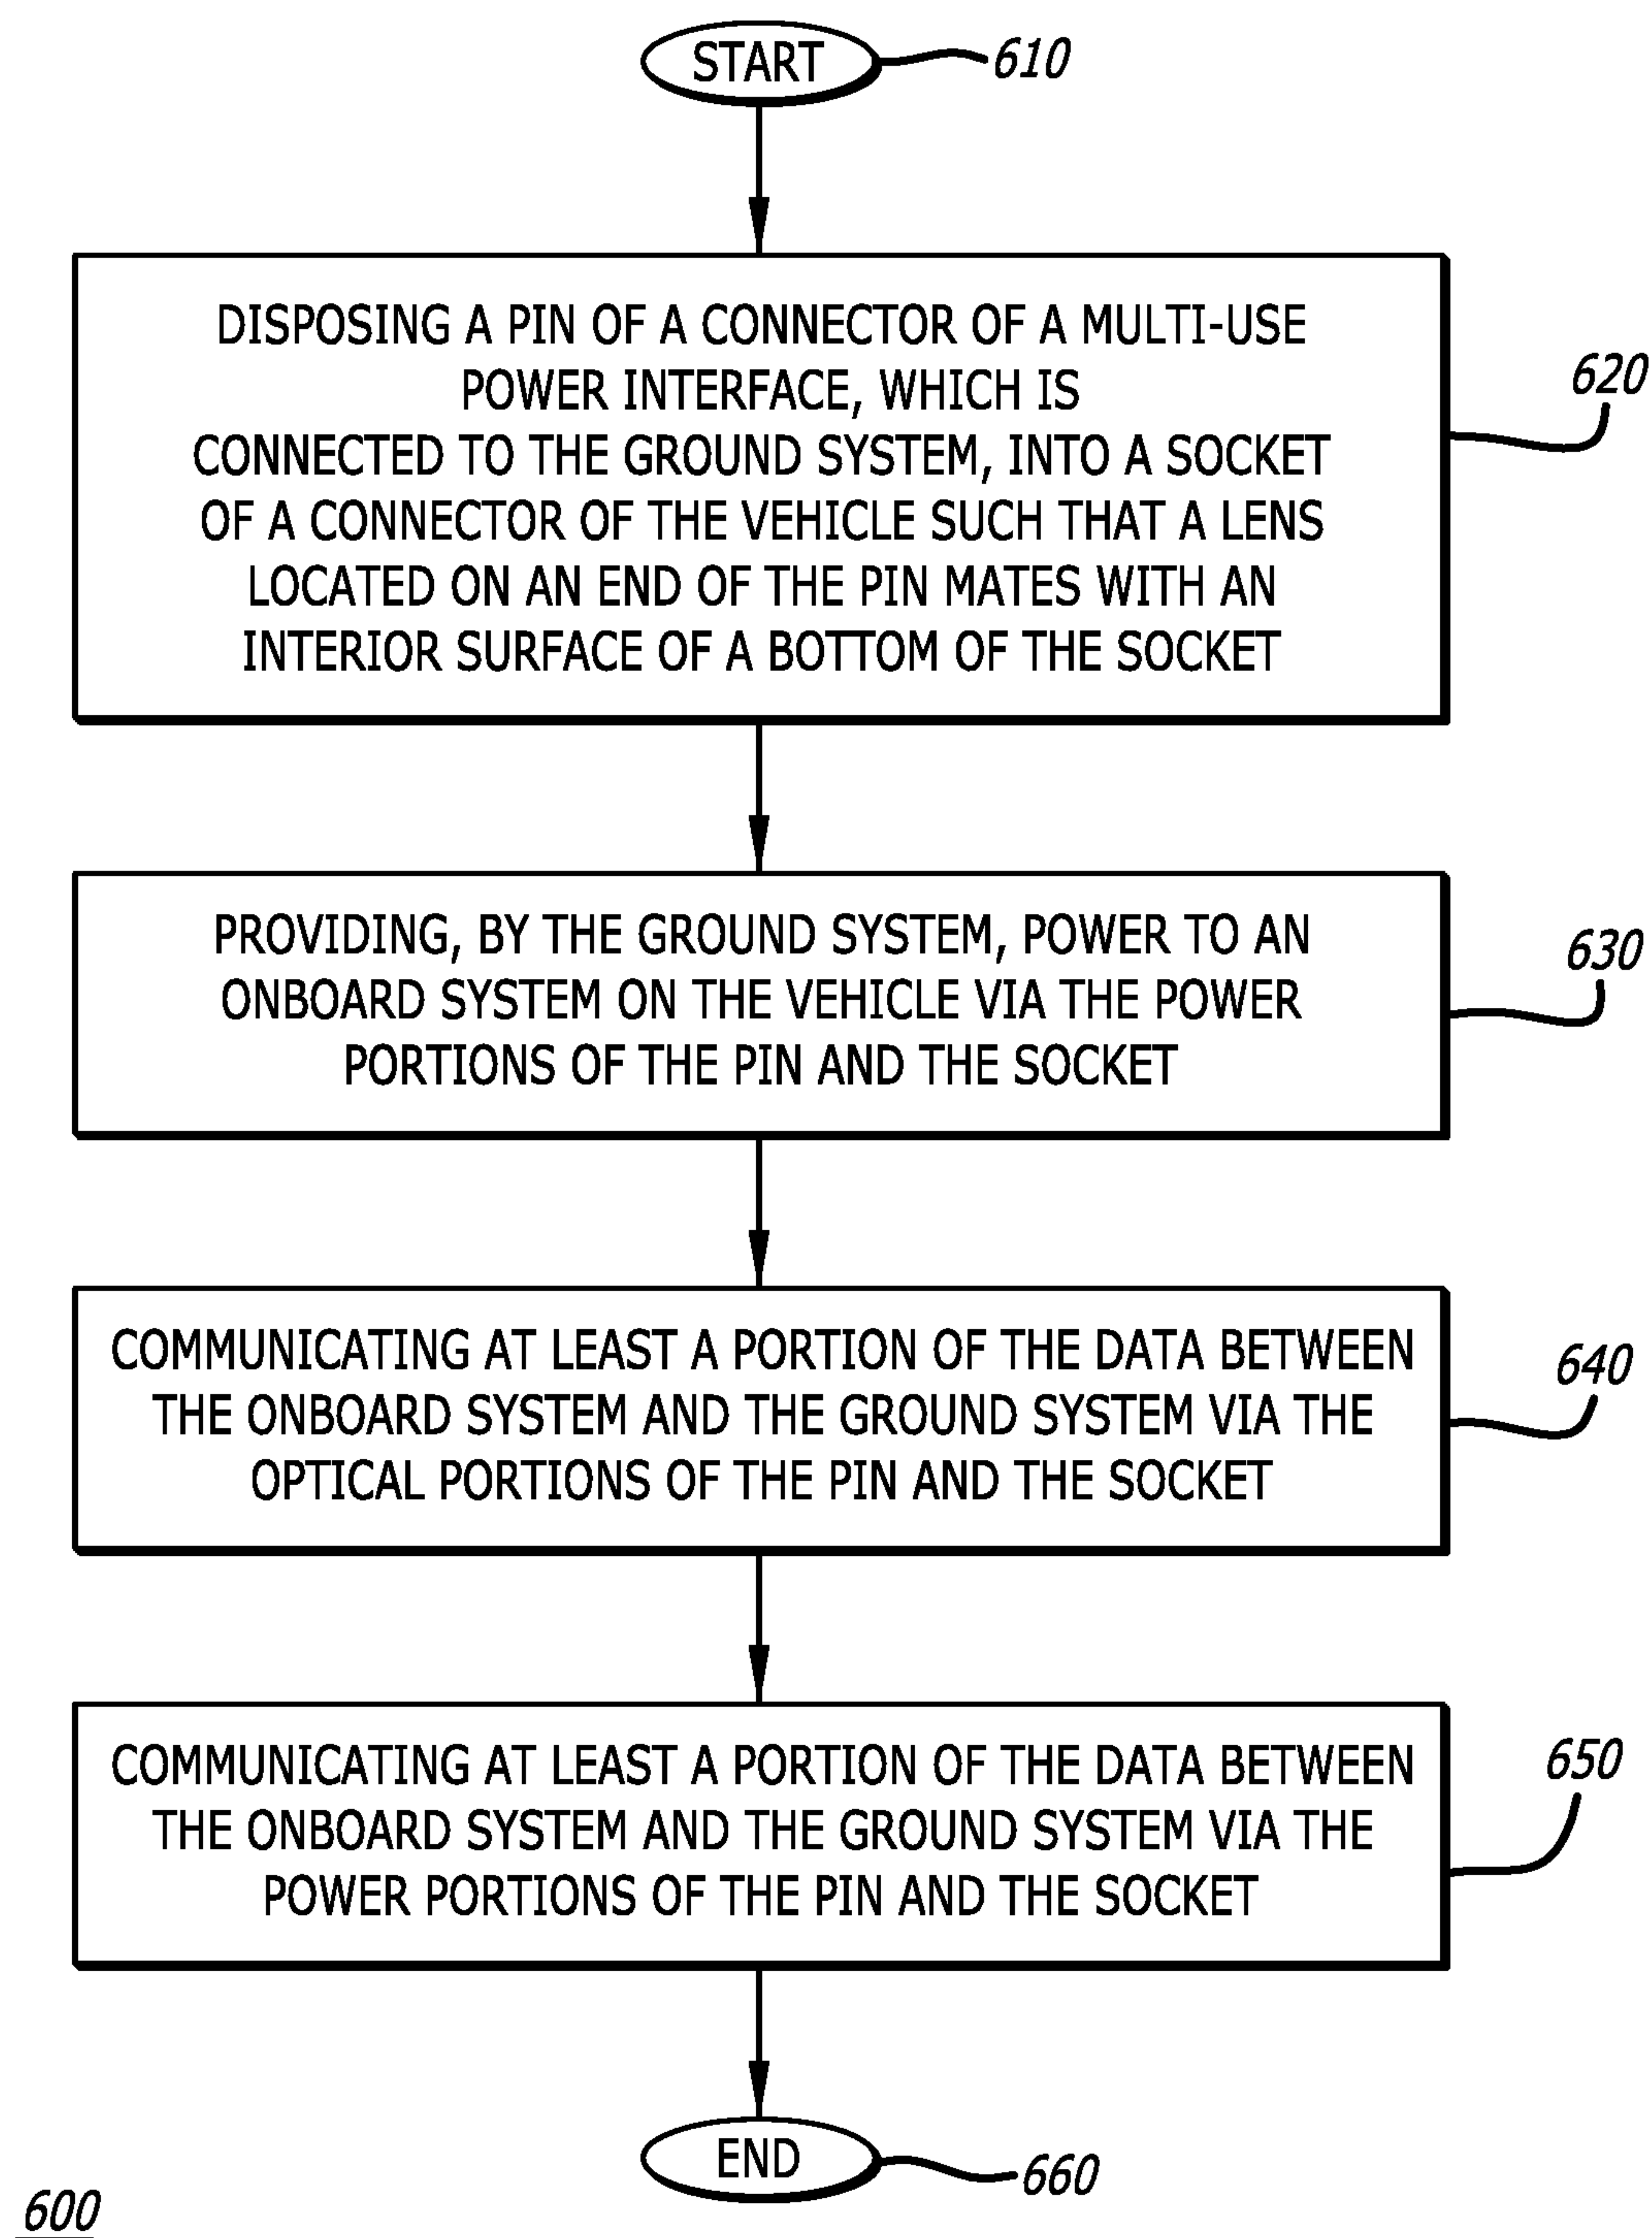 START
610
DISPOSING A PIN OF A CONNECTOR OF A MULTI-USE
POWER INTERFACE, WHICH IS
CONNECTED TO THE GROUND SYSTEM, INTO A SOCKET
OF A CONNECTOR OF THE VEHICLE SUCH THAT A LENS
LOCATED ON AN END OF THE PIN MATES WITH AN
INTERIOR SURFACE OF A BOTTOM OF THE SOCKET
620
PROVIDING, BY THE GROUND SYSTEM, POWER TO AN
ONBOARD SYSTEM ON THE VEHICLE VIA THE POWER
PORTIONS OF THE PIN AND THE SOCKET
630
COMMUNICATING AT LEAST A PORTION OF THE DATA BETWEEN
THE ONBOARD SYSTEM AND THE GROUND SYSTEM VIA THE
OPTICAL PORTIONS OF THE PIN AND THE SOCKET
640
COMMUNICATING AT LEAST A PORTION OF THE DATA BETWEEN
THE ONBOARD SYSTEM AND THE GROUND SYSTEM VIA THE
POWER PORTIONS OF THE PIN AND THE SOCKET
650
END
660
600